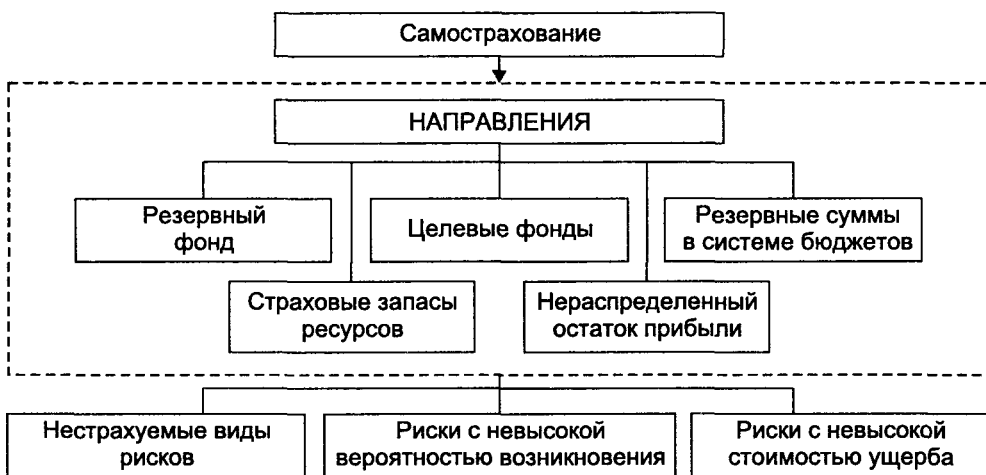 Самострахование
НАПРАВЛЕНИЯ
Резервный
фонд
Целевые фонды
Резервные суммы
в системе бюджетов
Страховые запасы
ресурсов
Нераспределенный
остаток прибыли
Нестрахуемые виды
рисков
Риски с невысокой
вероятностью возникновения
Риски с невысокой
стоимостью ущерба